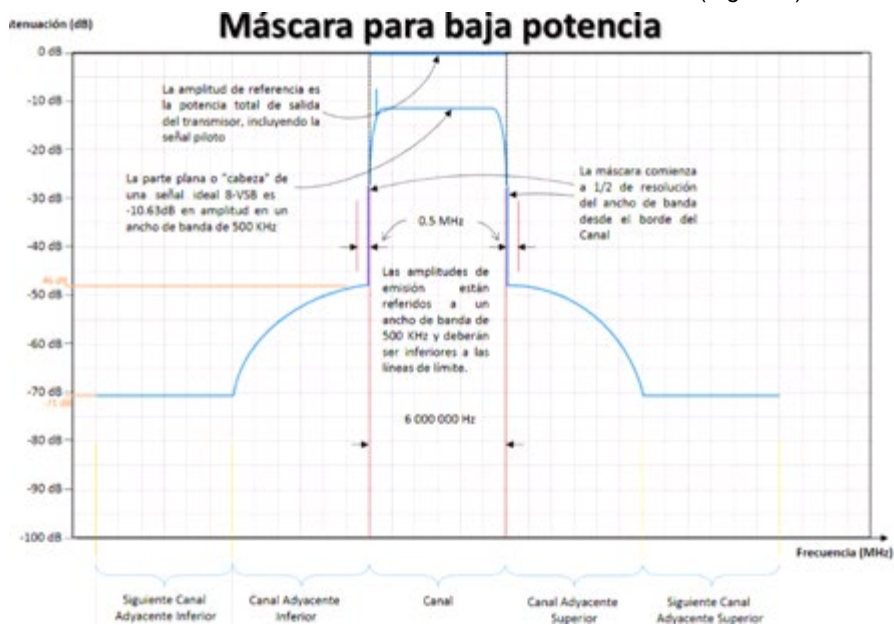 Máscara para baja potencia
tenuación (dB)
0 dB
-10 dB
-20 dB
-30 dB
-40 dB
-50 dB
-60 dB
-70 dB
-80 dB
-90 dB
-100 dB
La amplitud de referencia es
la potencia total de salida
del transmisor, incluyendo la
señal piloto
La parte plana o "cabeza" de
una señal ideal 8-VSB es
-10.63dB en amplitud en un
ancho de banda de 500 KHz
La máscara comienza
a 1/2 de resolución
del ancho de banda
desde el borde del
Canal
0.5 MHz
Las amplitudes de
emisión están
referidos a un
ancho de banda de
500 KHz y deberán
ser inferiores a las
líneas de límite.
6 000 000 Hz
Frecuencia (MHz)
Siguiente Canal
Adyacente Inferior
Canal Adyacente
Inferior
Canal
Canal Adyacente
Superior
Siguiente Canal
Adyacente Superior